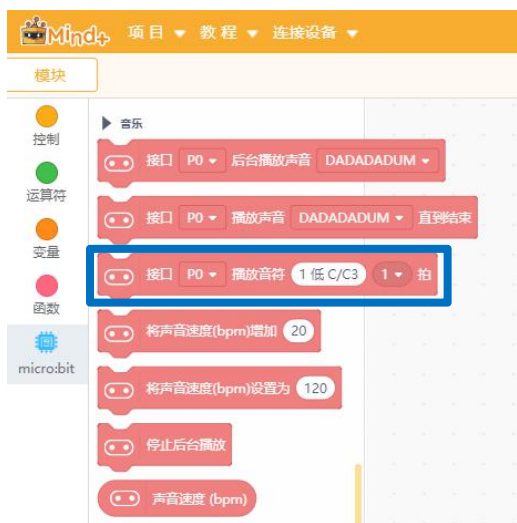 Mind+ 项目 教程 连接设备
模块
控制
运算符
变量
函数
micro:bit
音乐
接口 P0 后台播放声音 DADADADUM
接口 P0 播放声音 DADADADUM 直到结束
接口 P0 播放音符 1 低 C/C3 1 拍
将声音速度(bpm)增加 20
将声音速度(bpm)设置为 120
停止后台播放
声音速度 (bpm)